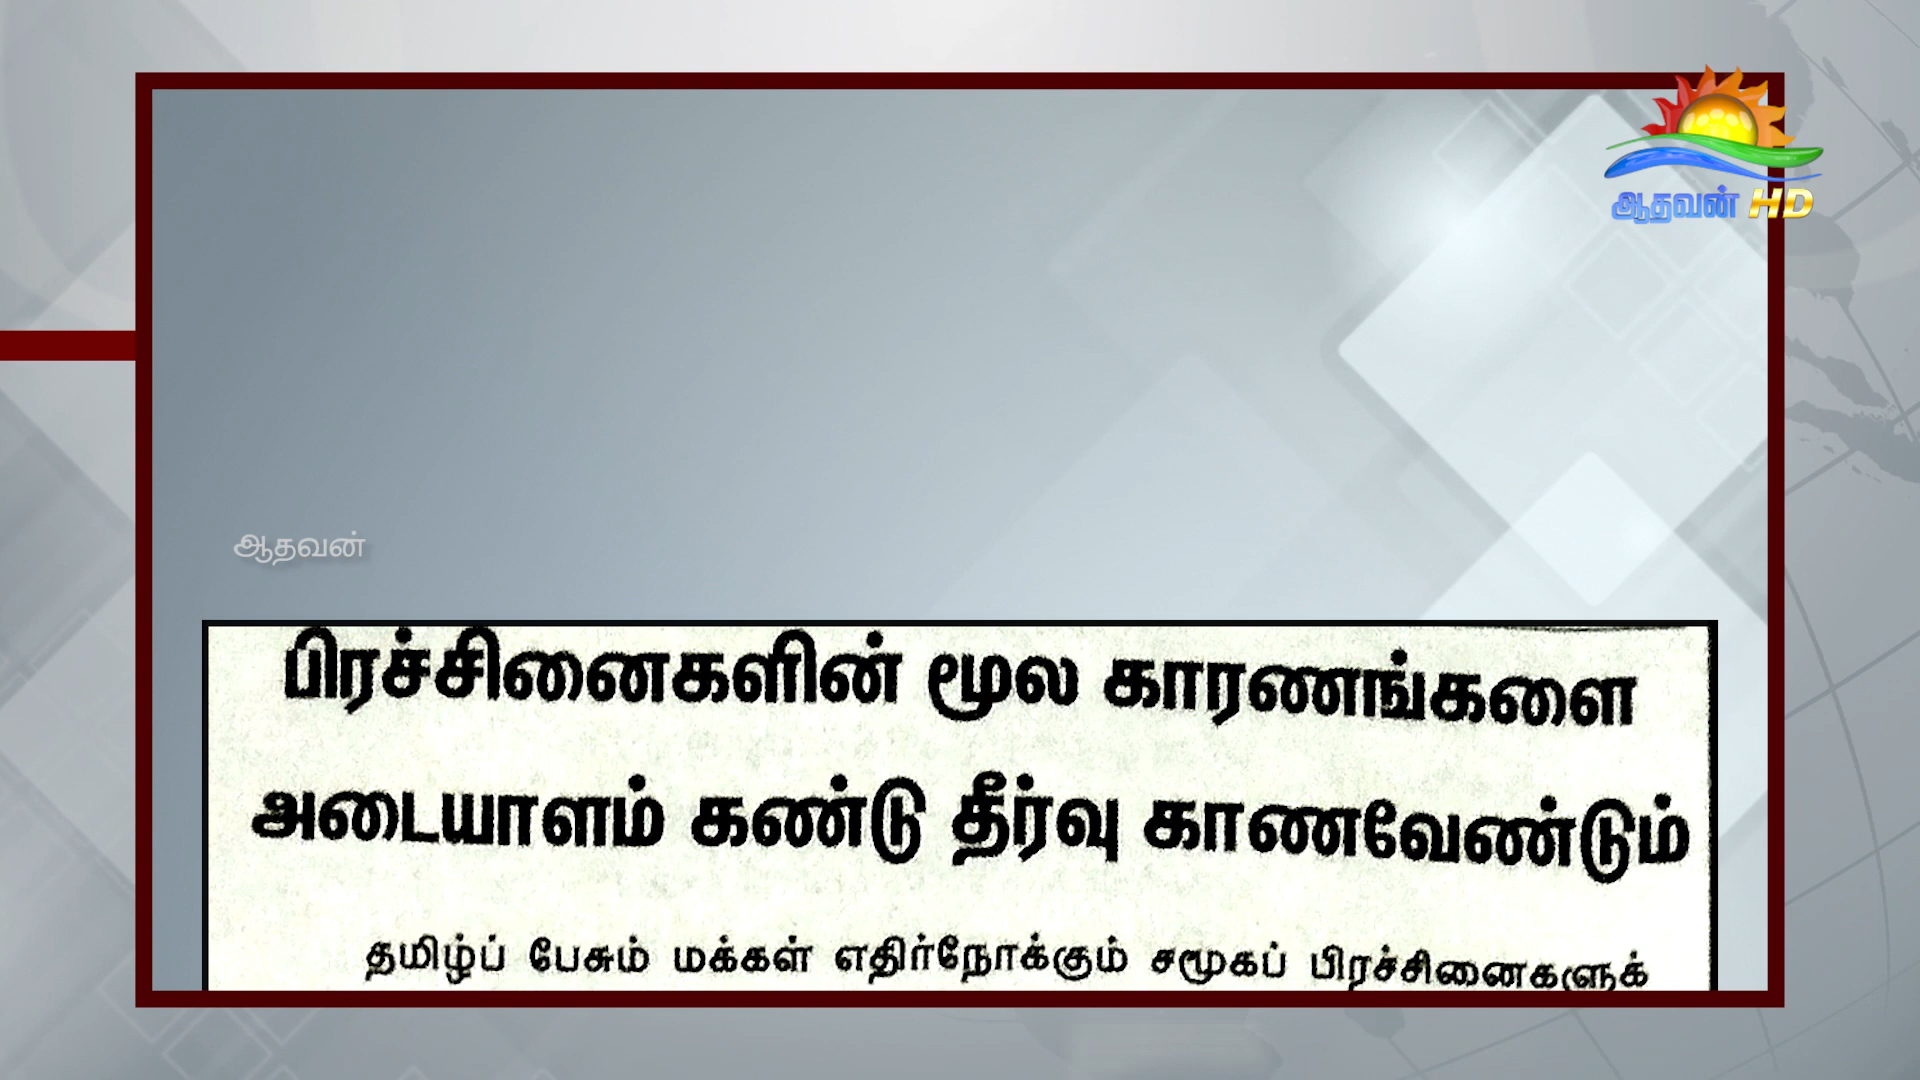 ஆதவன் HD
ஆதவன்
பிரச்சினைகளின் மூல காரணங்களை
அடையாளம் கண்டு தீர்வு காணவேண்டும்
தமிழ்ப் பேசும் மக்கள் எதிர்நோக்கும் சமூகப் பிரச்சினைகளுக்